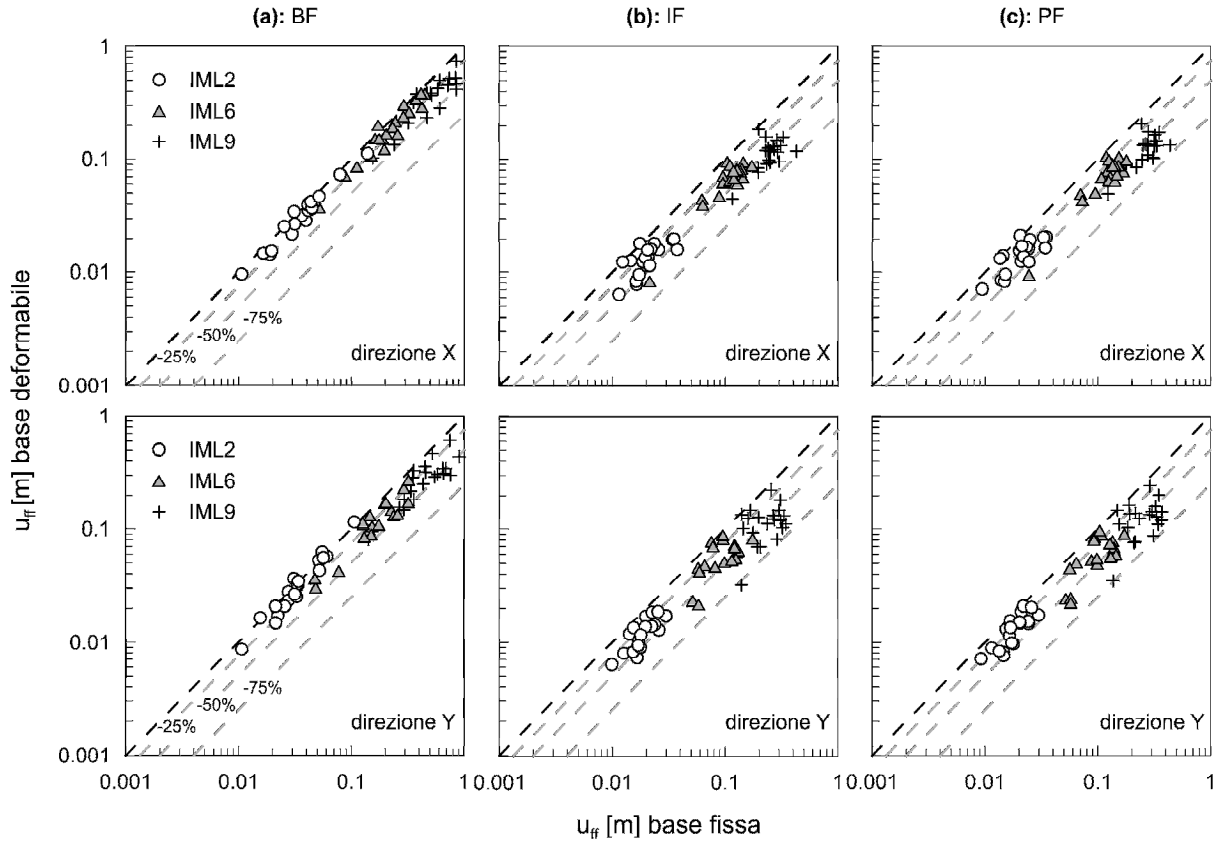 (a): BF
(b): IF
(c): PF
1
0.1
0.01
0.001
IML2
IML6
IML9
-25%
-50%
-75%
direzione X
direzione X
direzione X
u_ff [m] base deformabile
1
0.1
0.01
0.001
IML2
IML6
IML9
-25%
-50%
-75%
direzione Y
direzione Y
direzione Y
0.001 0.01 0.1 1 0.001 0.01 0.1 1 0.001 0.01 0.1 1
u_ff [m] base fissa